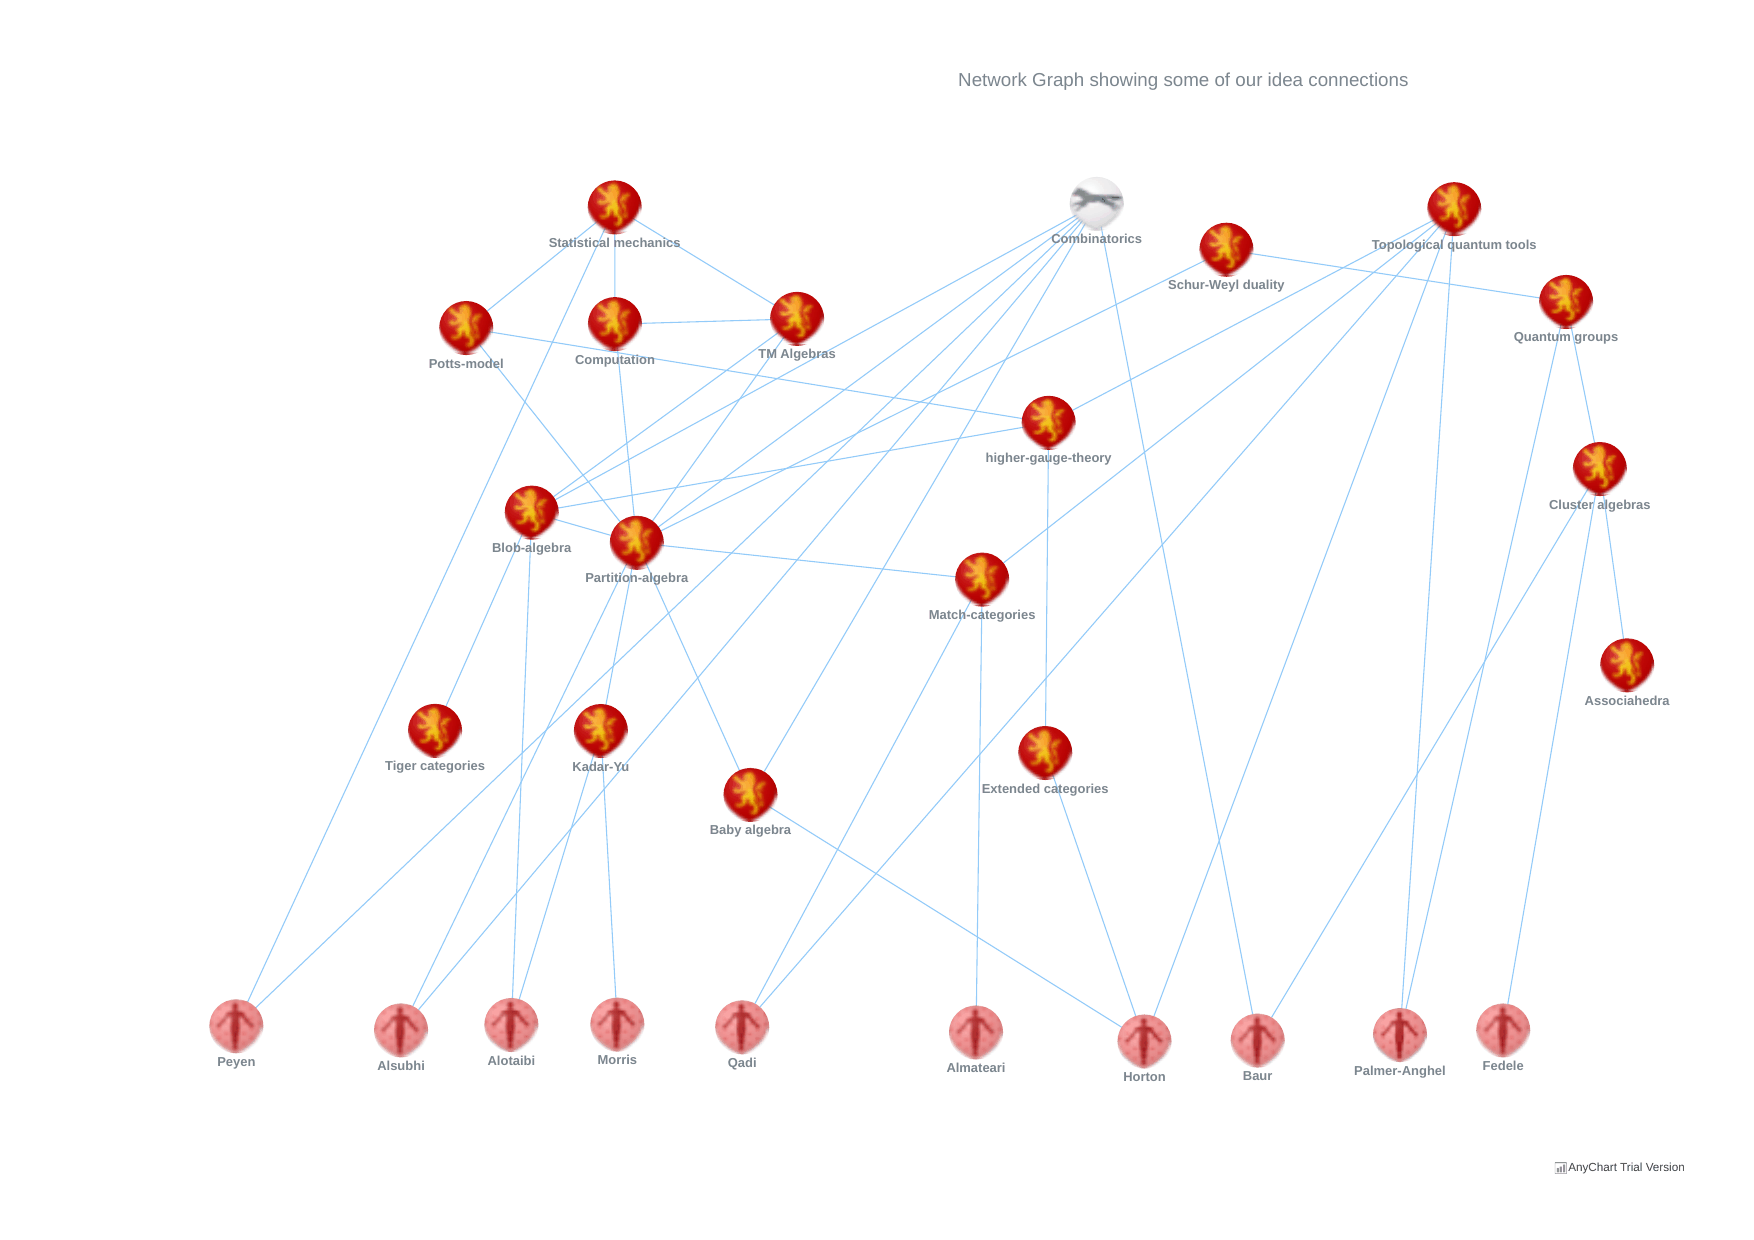 Network Graph showing some of our idea connections
Statistical mechanics
Combinatorics
Topological quantum tools
Schur-Weyl duality
Quantum groups
Potts-model
Computation
TM Algebras
higher-gauge-theory
Cluster algebras
Blob-algebra
Partition-algebra
Match-categories
Associahedra
Tiger categories
Kadar-Yu
Extended categories
Baby algebra
Peyen
Alsubhi
Alotaibi
Morris
Qadi
Almateari
Horton
Baur
Palmer-Anghel
Fedele
AnyChart Trial Version